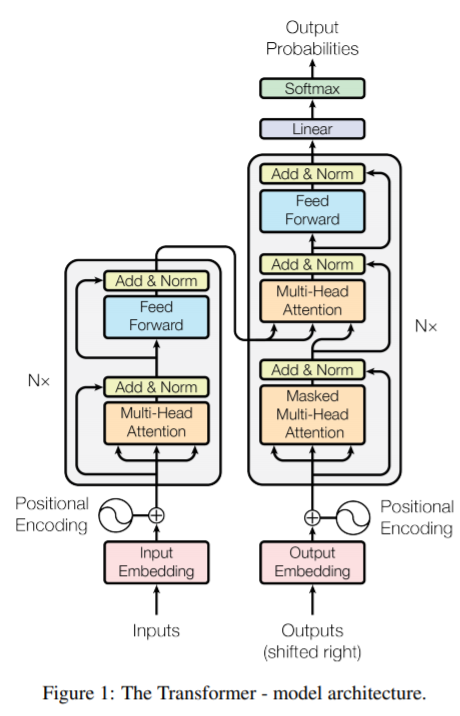 Output
Probabilities
Softmax
Linear
Add & Norm
Feed
Forward
Add & Norm
Multi-Head
Attention
Add & Norm
Masked
Multi-Head
Attention
Nx
Positional
Encoding
Output
Embedding
Outputs
(shifted right)
Add & Norm
Feed
Forward
Add & Norm
Multi-Head
Attention
Nx
Positional
Encoding
Input
Embedding
Inputs
Figure 1: The Transformer - model architecture.